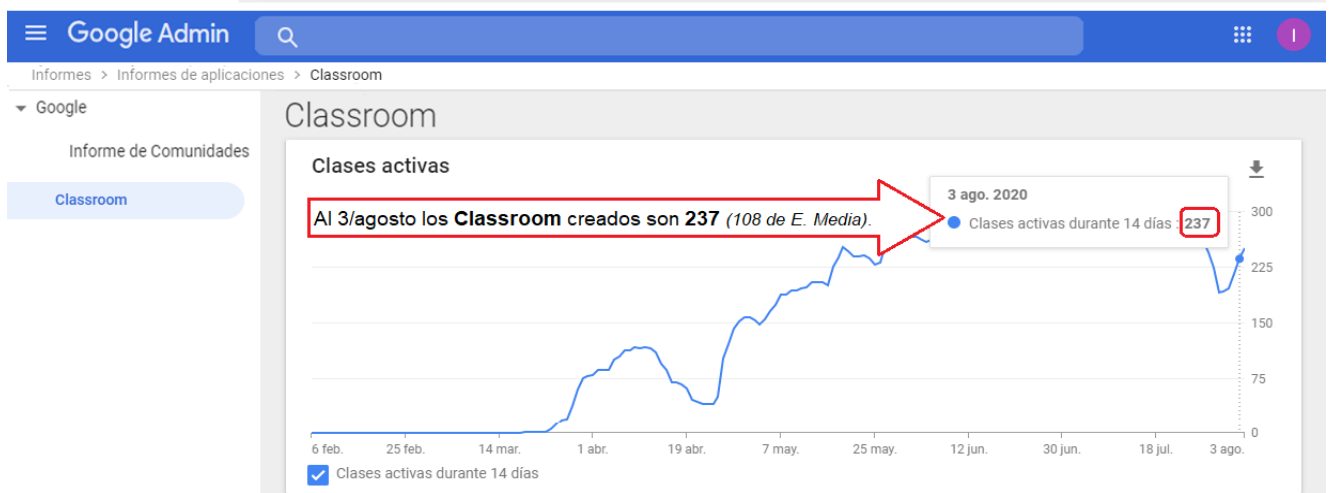 Google Admin
I
Informes > Informes de aplicaciones > Classroom
Google
Classroom
Informe de Comunidades
Clases activas
Classroom
3 ago. 2020
Al 3/agosto los Classroom creados son 237 (108 de E. Media).
Clases activas durante 14 días : 237
300
225
150
75
0
6 feb. 25 feb. 14 mar. 1 abr. 19 abr. 7 may. 25 may. 12 jun. 30 jun. 18 jul. 3 ago.
Clases activas durante 14 días